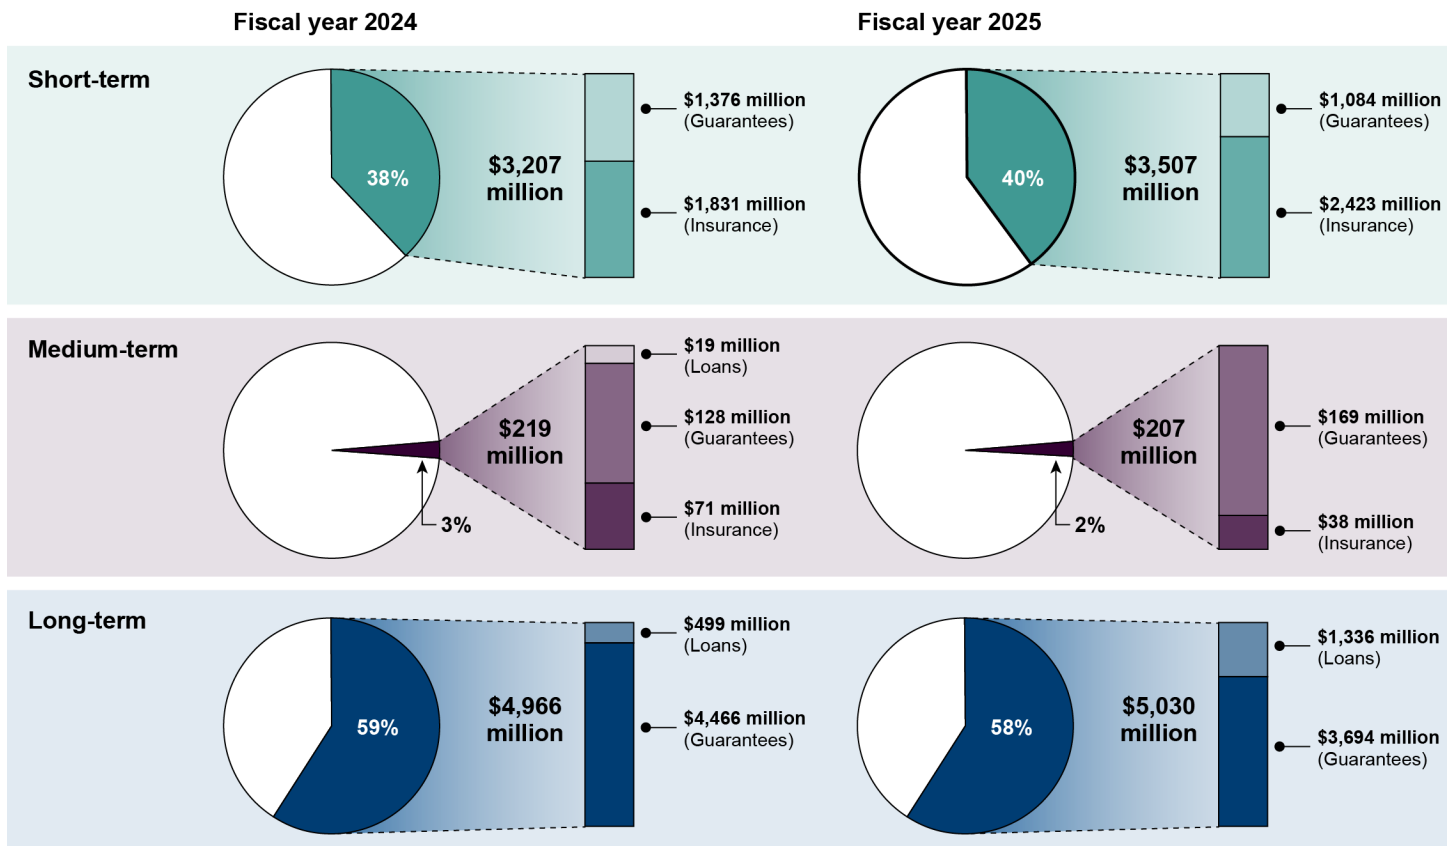 Fiscal year 2024
Fiscal year 2025
Short-term
38%
$3,207
million
$1,376 million
(Guarantees)
$1,831 million
(Insurance)
40%
$3,507
million
$1,084 million
(Guarantees)
$2,423 million
(Insurance)
Medium-term
3%
$219
million
$19 million
(Loans)
$128 million
(Guarantees)
$71 million
(Insurance)
2%
$207
million
$169 million
(Guarantees)
$38 million
(Insurance)
Long-term
59%
$4,966
million
$499 million
(Loans)
$4,466 million
(Guarantees)
58%
$5,030
million
$1,336 million
(Loans)
$3,694 million
(Guarantees)